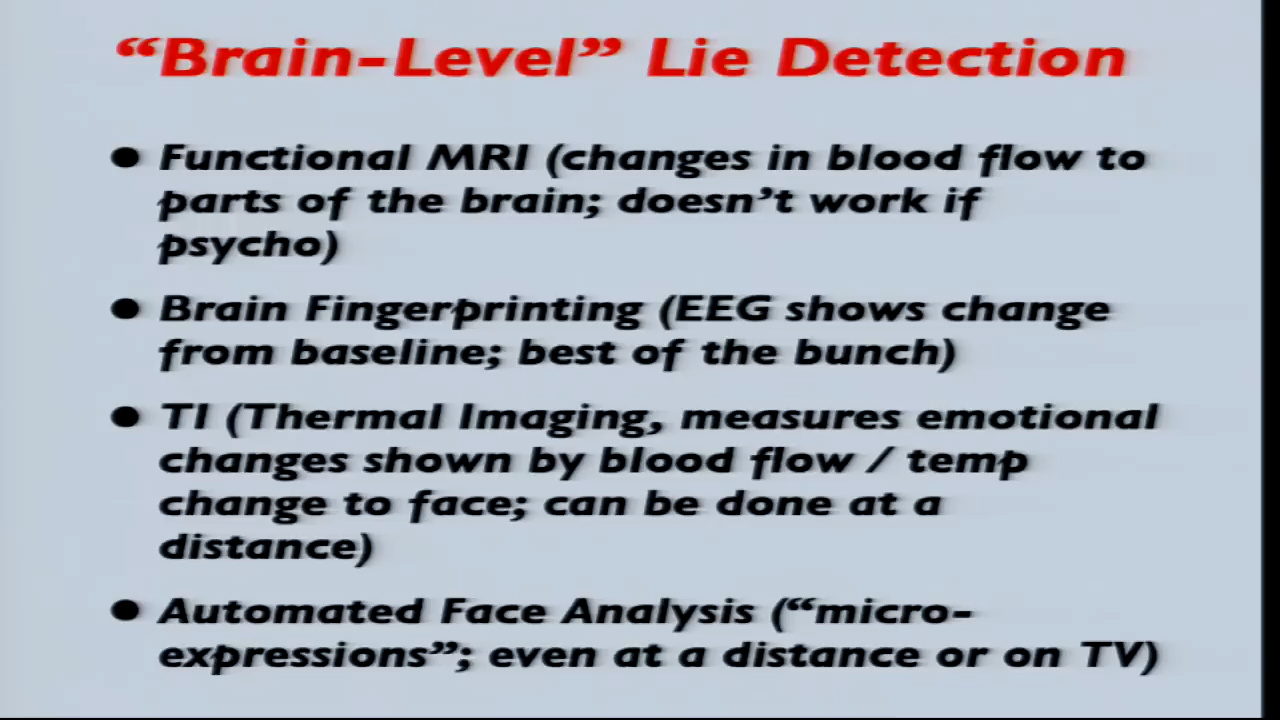 “Brain-Level” Lie Detection
● Functional MRI (changes in blood flow to
parts of the brain; doesn’t work if
psycho)
● Brain Fingerprinting (EEG shows change
from baseline; best of the bunch)
● TI (Thermal Imaging, measures emotional
changes shown by blood flow / temp
change to face; can be done at a
distance)
● Automated Face Analysis (“micro-
expressions”; even at a distance or on TV)